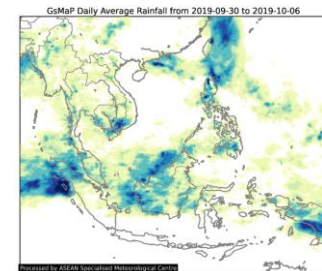 GsMaP Daily Average Rainfall from 2019-09-30 to 2019-10-06
Processed by ASEAN Specialised Meteorological Centre